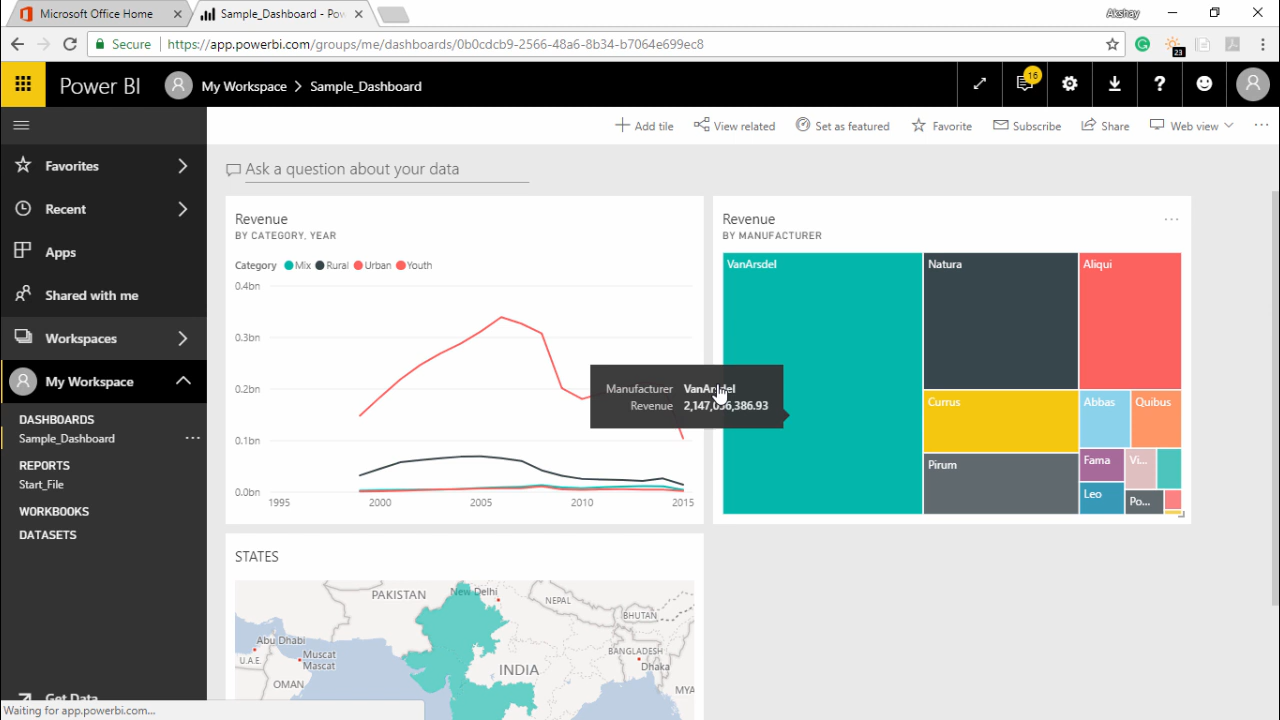 Microsoft Office Home
Sample_Dashboard - Pow
Akshay
Secure
https://app.powerbi.com/groups/me/dashboards/0b0cdcb9-2566-48a6-8b34-b7064e699ec8
23
Power BI
My Workspace > Sample_Dashboard
16
?
Add tile
View related
Set as featured
Favorite
Subscribe
Share
Web view
Favorites
Recent
Apps
Shared with me
Workspaces
My Workspace
DASHBOARDS
Sample_Dashboard
REPORTS
Start_File
WORKBOOKS
DATASETS
Get Data
Waiting for app.powerbi.com...
Ask a question about your data
Revenue
BY CATEGORY, YEAR
Category Mix Rural Urban Youth
0.4bn
0.3bn
0.2bn
0.1bn
0.0bn
1995 2000 2005 2010 2015
Manufacturer VanArsdel
Revenue
Revenue
BY MANUFACTURER
VanArsdel
Natura
Aliqui
Currus
Abbas
Quibus
Pirum
Fama
Vi...
Leo
Po...
STATES
PAKISTAN
New Delhi
NEPAL
BHUTAN
Abu Dhabi
U.A.E.
Muscat
Mascat
OMAN
INDIA
BANGLADESH
Dhaka
MYA